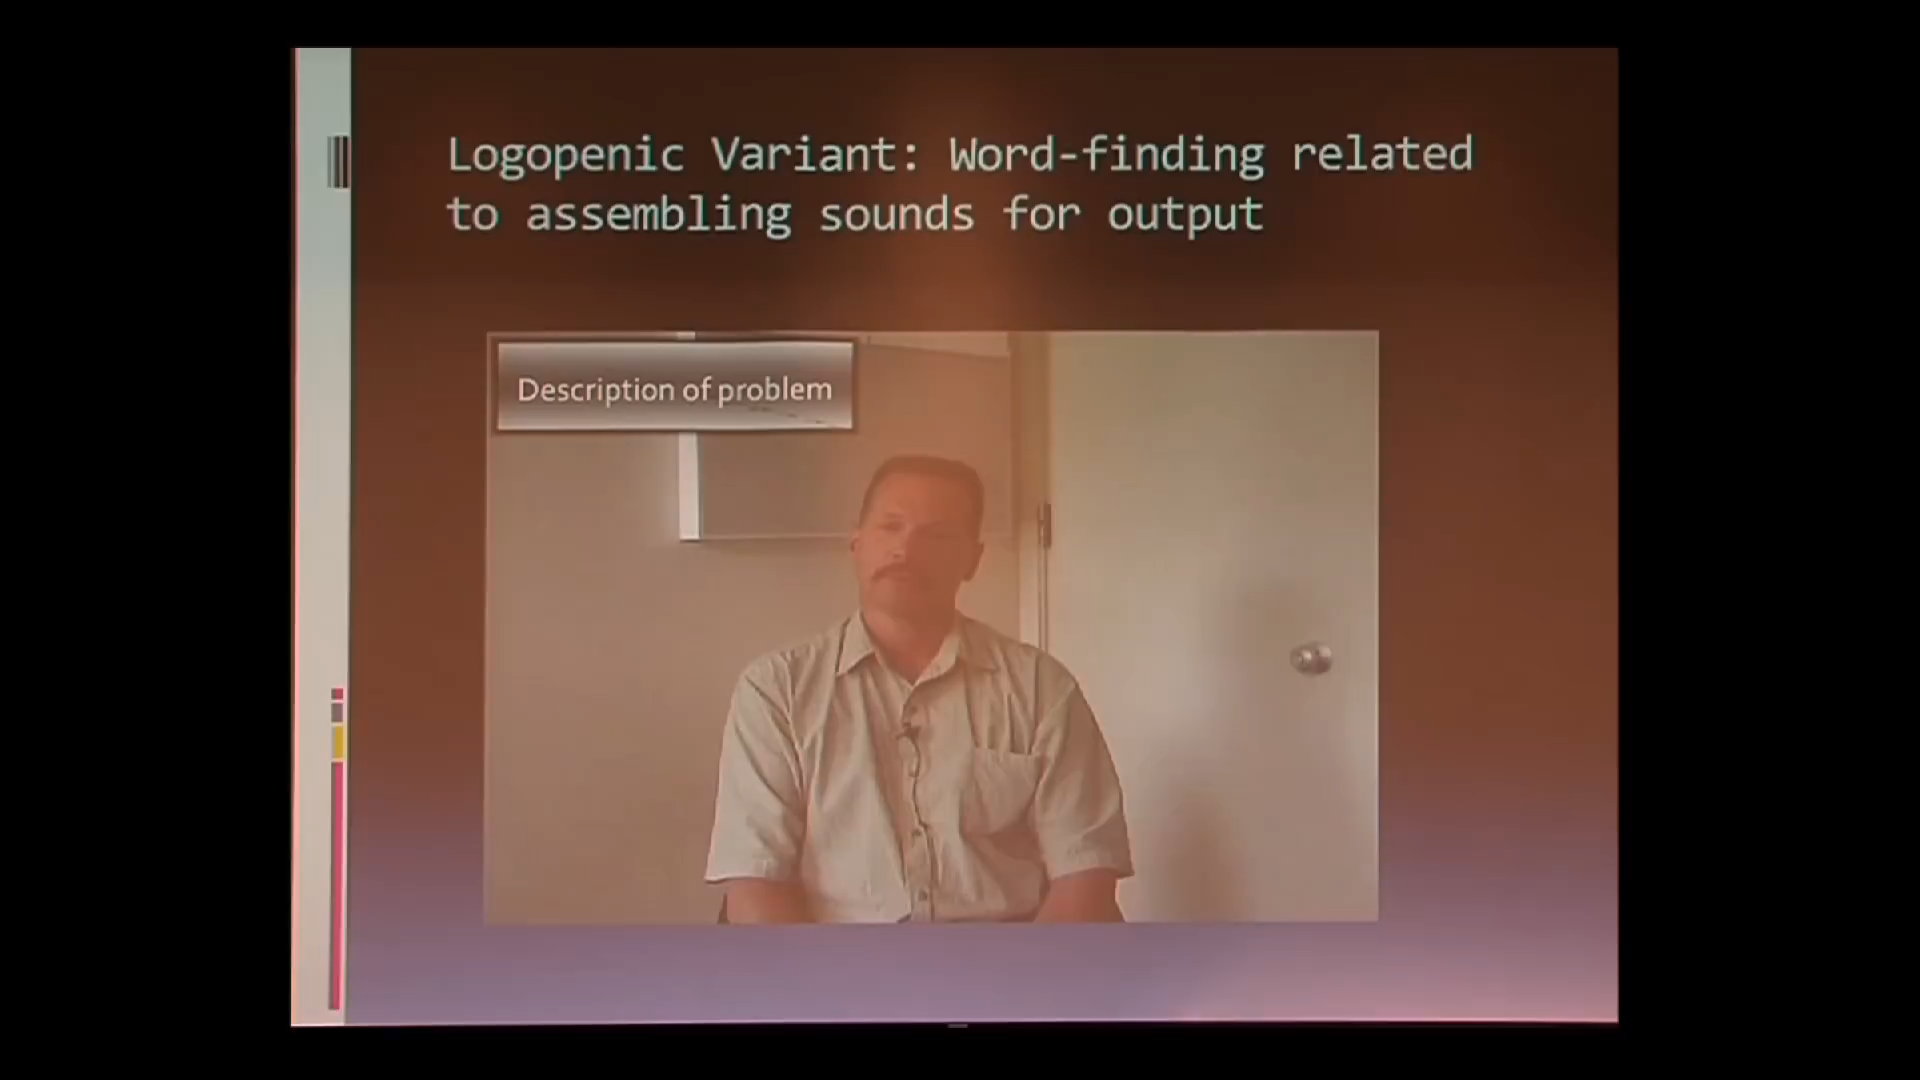 Logopenic Variant: Word-finding related
to assembling sounds for output
Description of problem